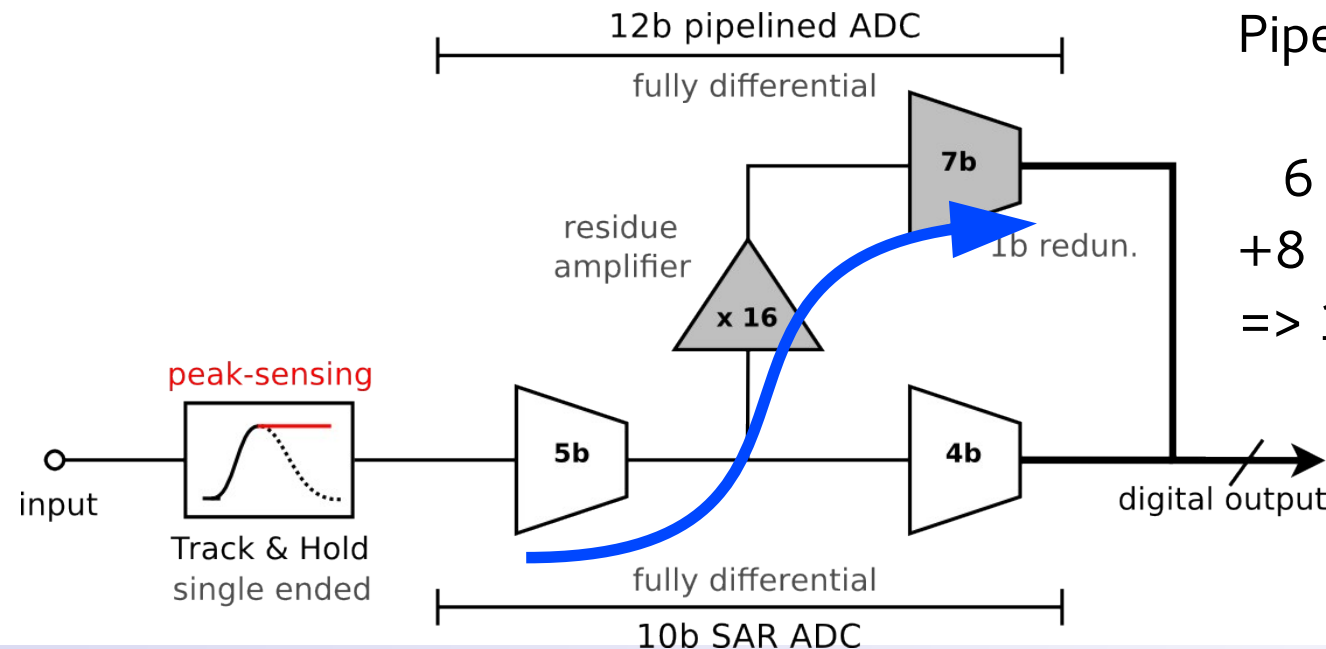 12b pipelined ADC
fully differential
7b
1b redun.
residue
amplifier
x 16
peak-sensing
5b
4b
input
digital output
Track & Hold
single ended
fully differential
10b SAR ADC
6
+8
=>